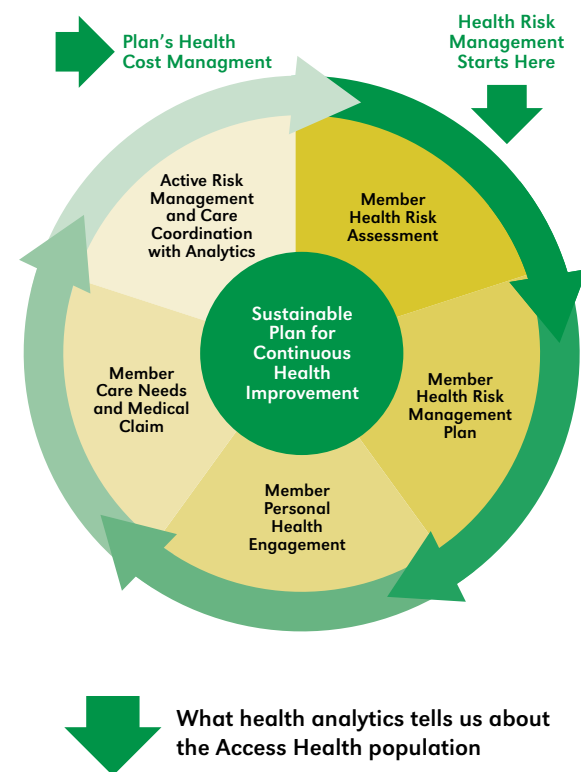 Plan's Health
Cost Managment
Health Risk
Management
Starts Here
Member
Health Risk
Assessment
Member
Health Risk
Management
Plan
Member
Personal
Health
Engagement
Member
Care Needs
and Medical
Claim
Active Risk
Management
and Care
Coordination
with Analytics
Sustainable
Plan for
Continuous
Health
Improvement
What health analytics tells us about
the Access Health population